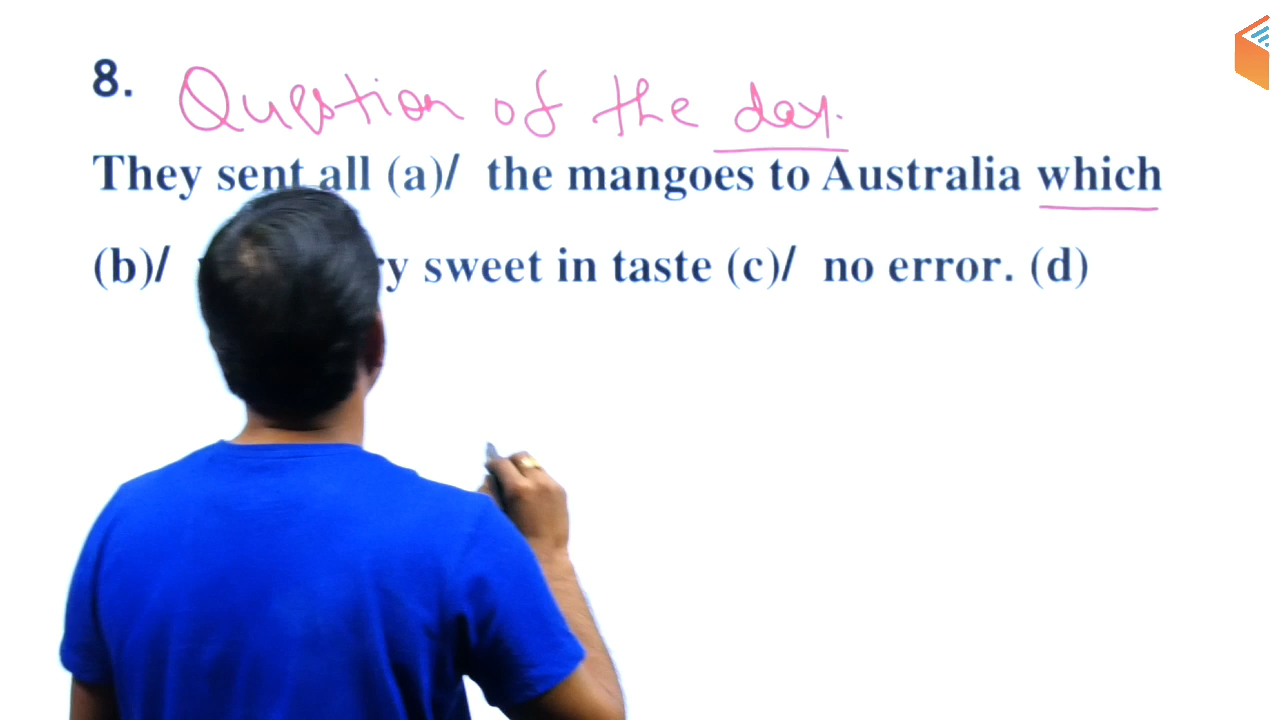 8.
Question of the day.
They sent all (a)/ the mangoes to Australia which
(b)/ sweet in taste (c)/ no error. (d)